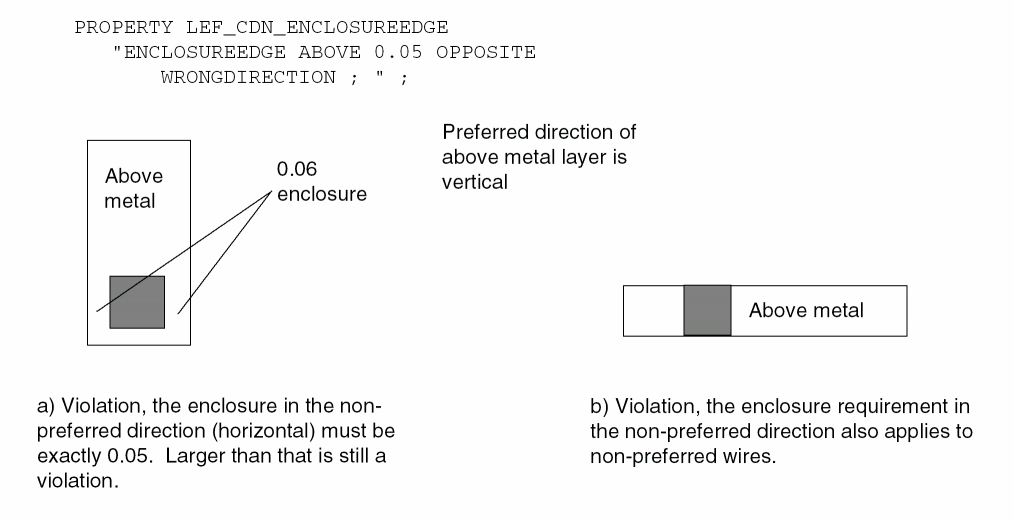 PROPERTY LEF_CDN_ENCLOSUREEDGE
"ENCLOSUREEDGE ABOVE 0.05 OPPOSITE
WRONGDIRECTION ; " ;
Preferred direction of
above metal layer is
vertical
Above
metal
0.06
enclosure
Above metal
a) Violation, the enclosure in the non-
preferred direction (horizontal) must be
exactly 0.05.  Larger than that is still a
violation.
b) Violation, the enclosure requirement in
the non-preferred direction also applies to
non-preferred wires.